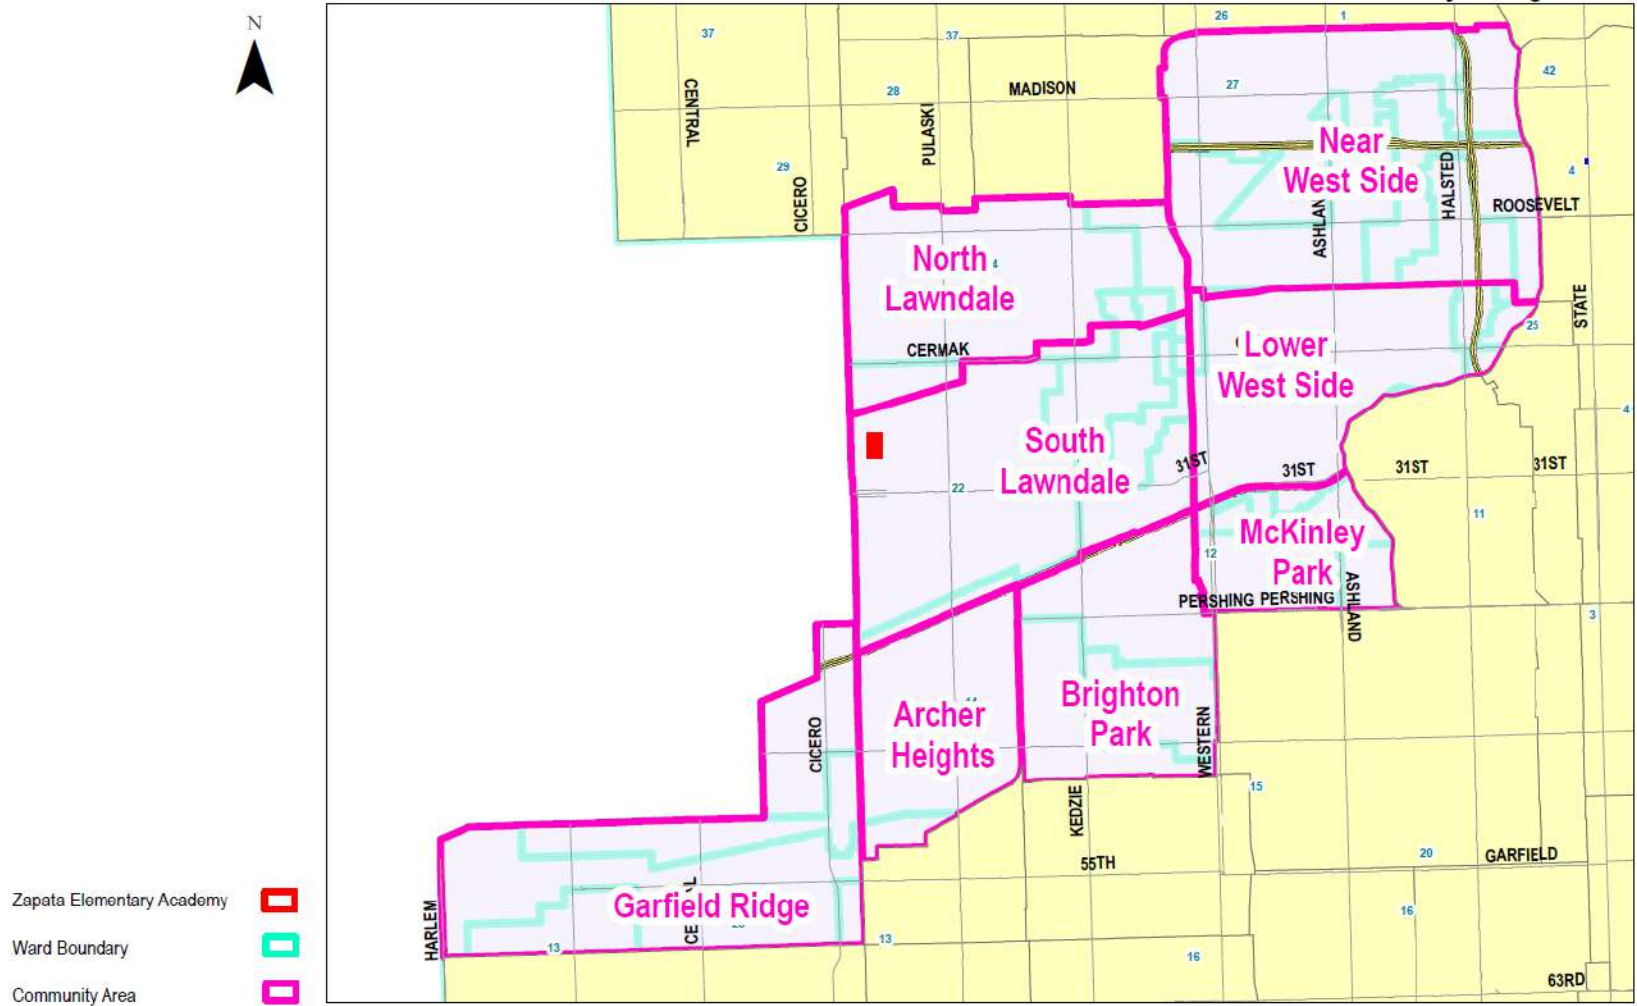 N
37
37
26
1
42
28
27
MADISON
CENTRAL
PULASKI
29
CICERO
Near
West Side
4
HALSTED
ROOSEVELT
ASHLAN
North
Lawndale
4
STATE
25
CERMAK
Lower
West Side
4
South
Lawndale
31ST
31ST
31ST
31ST
22
11
McKinley
Park
12
PERSHING
PERSHING
ASHLAND
3
Brighton
Park
Archer
Heights
CICERO
WESTERN
KEDZIE
15
55TH
20
GARFIELD
Garfield Ridge
16
HARLEM
13
13
16
63RD
Zapata Elementary Academy
Ward Boundary
Community Area